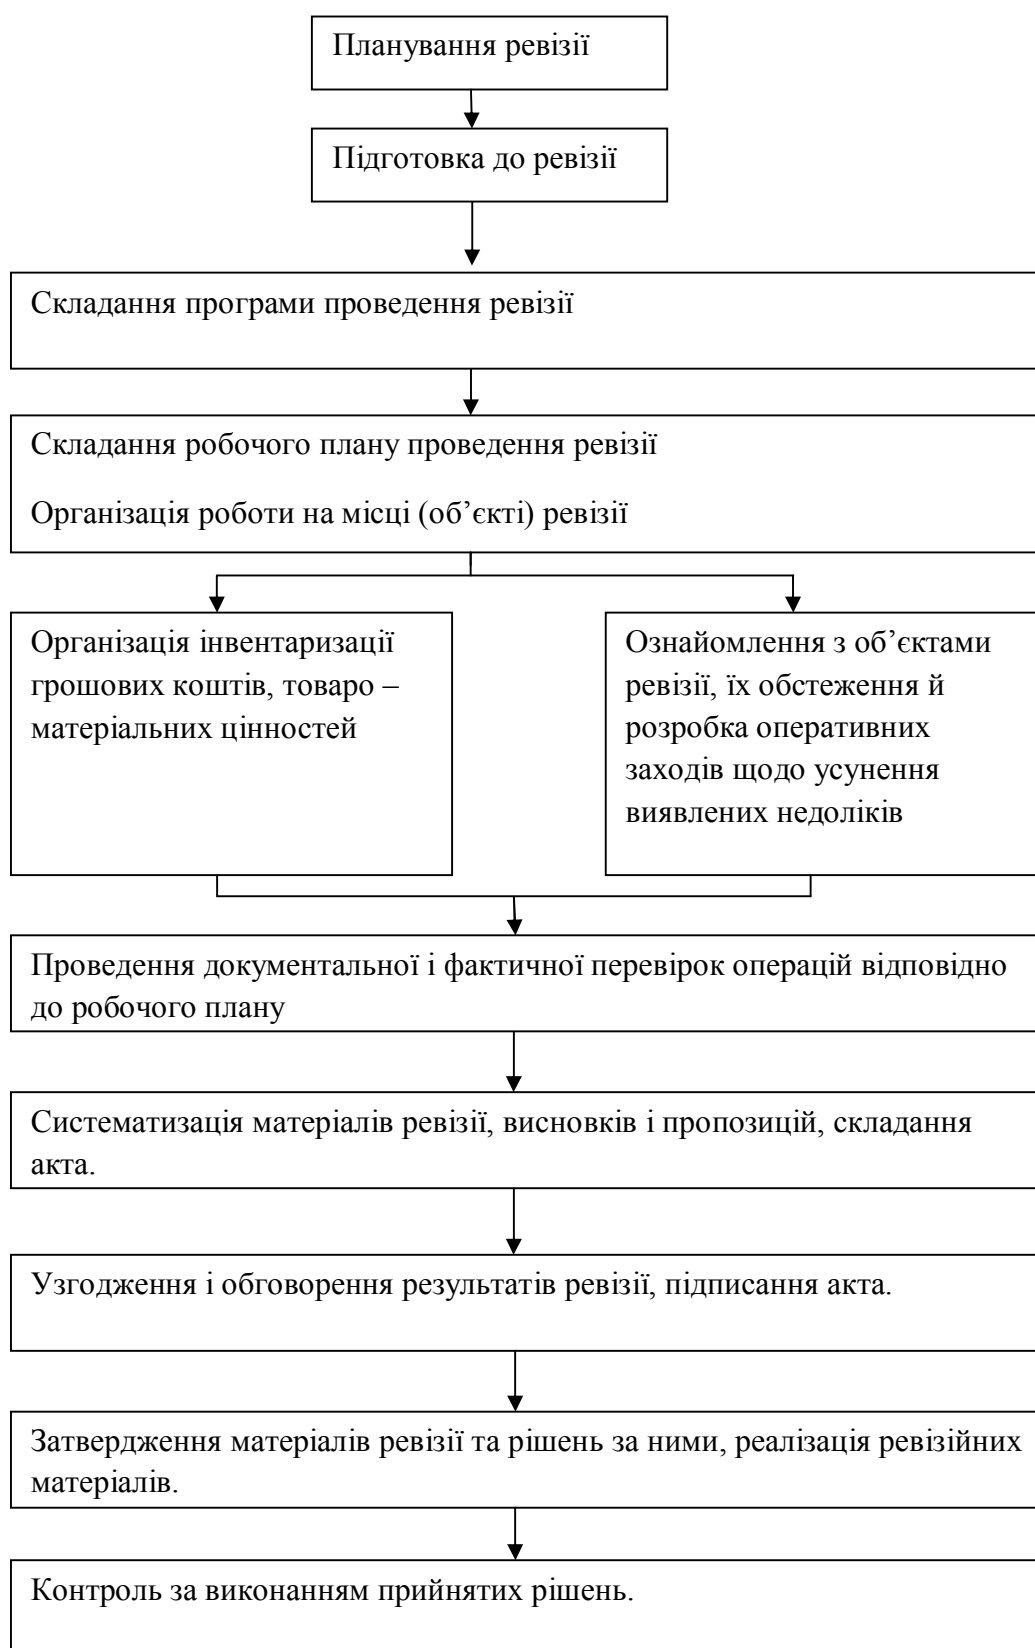 Планування ревізії
Підготовка до ревізії
Складання програми проведення ревізії
Складання робочого плану проведення ревізії
Організація роботи на місці (об’єкті) ревізії
Організація інвентаризації
грошових коштів, товаро –
матеріальних цінностей
Ознайомлення з об’єктами
ревізії, їх обстеження й
розробка оперативних
заходів щодо усунення
виявлених недоліків
Проведення документальної і фактичної перевірок операцій відповідно
до робочого плану
Систематизація матеріалів ревізії, висновків і пропозицій, складання
акта.
Узгодження і обговорення результатів ревізії, підписання акта.
Затвердження матеріалів ревізії та рішень за ними, реалізація ревізійних
матеріалів.
Контроль за виконанням прийнятих рішень.